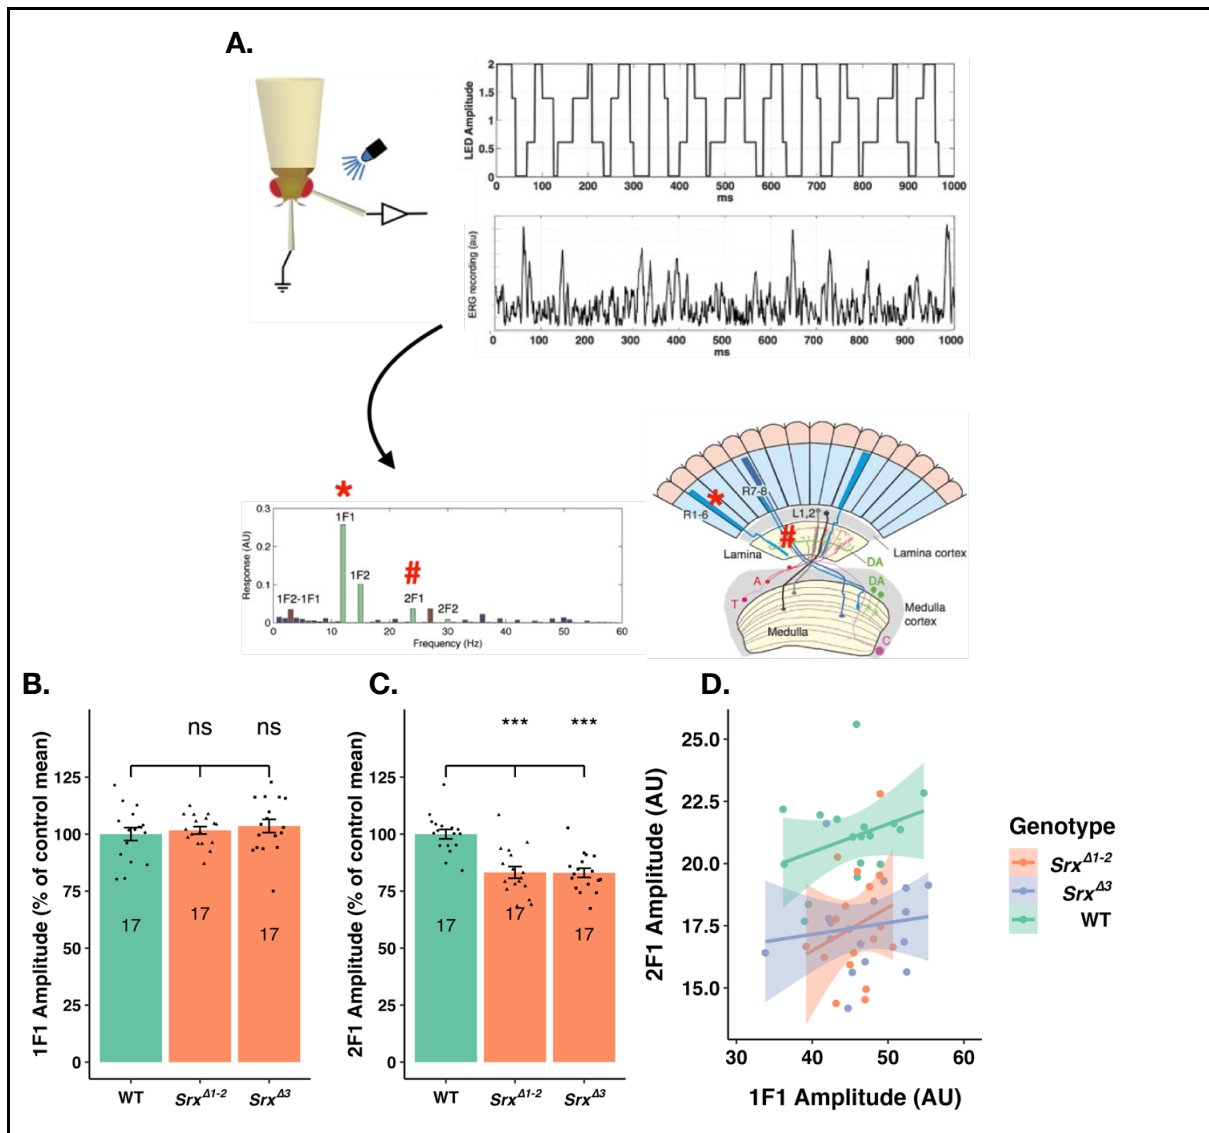 A.
LED Amplitude
2
1.5
1
0.5
0
0 100 200 300 400 500 600 700 800 900 1000
ms
ERG recording (au)
0 100 200 300 400 500 600 700 800 900 1000
ms
*
#
Response (AU)
0.3
0.2
0.1
0
1F1
1F2
1F2-1F1
2F1
2F2
0 10 20 30 40 50 60
Frequency (Hz)
R7-8
*
R1-6
L1,2
#
Lamina
Lamina cortex
DA
A
DA
T
Medulla
cortex
Medulla
C
B.
1F1 Amplitude (% of control mean)
ns ns
125
100
75
50
25
0
17 17 17
WT SrxΔ1-2 SrxΔ3
C.
2F1 Amplitude (% of control mean)
*** ***
125
100
75
50
25
0
17 17 17
WT SrxΔ1-2 SrxΔ3
D.
2F1 Amplitude (AU)
25.0
22.5
20.0
17.5
15.0
30 40 50 60
1F1 Amplitude (AU)
Genotype
SrxΔ1-2
SrxΔ3
WT